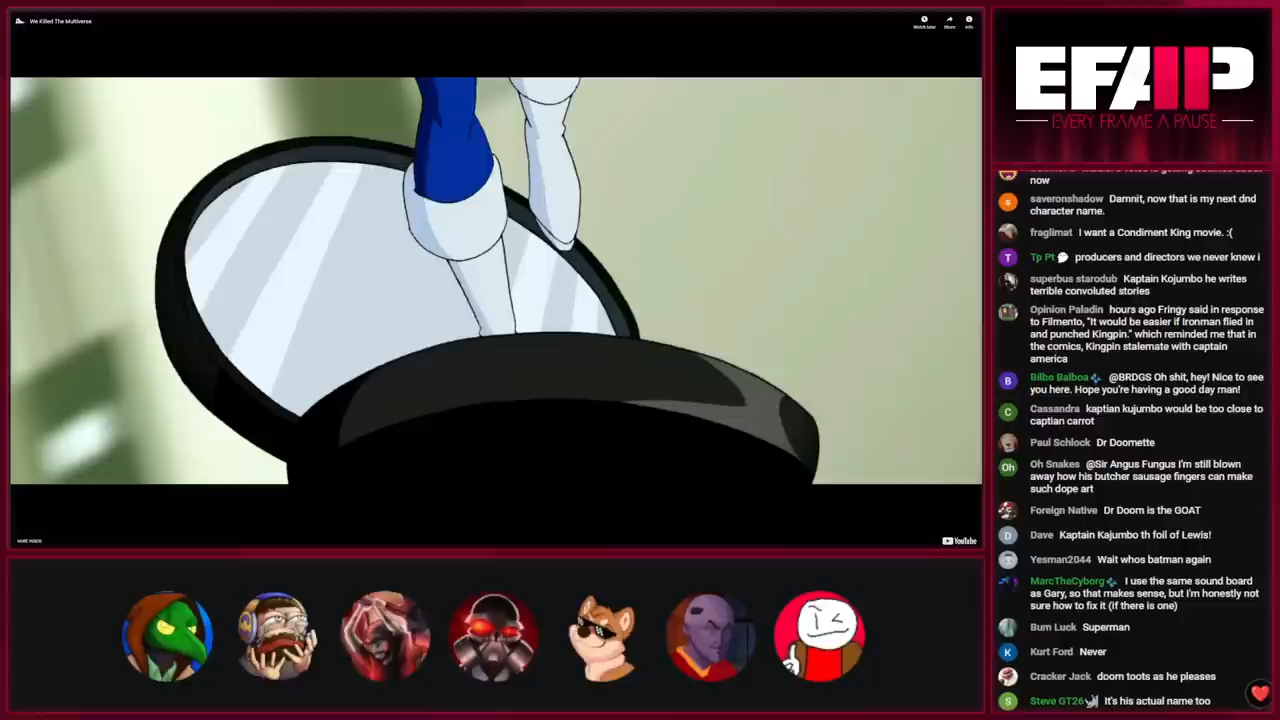 We Killed The Multiverse
Watch later
Share
Info
MORE VIDEOS
YouTube
EFAP
EVERY FRAME A PAUSE
now
saveronshadow Damnit, now that is my next dnd
character name.
fraglimat I want a Condiment King movie. :(
Tp Pt producers and directors we never knew i
superbus starodub Kaptain Kojumbo he writes
terrible convoluted stories
Opinion Paladin hours ago Fringy said in response
to Filmento, "It would be easier if Ironman flied in
and punched Kingpin." which reminded me that in
the comics, Kingpin stalemate with captain
america
Bilbo Balboa @BRDGS Oh shit, hey! Nice to see
you here. Hope you're having a good day man!
Cassandra kaptian kujumbo would be too close to
captian carrot
Paul Schlock Dr Doomette
Oh Snakes @Sir Angus Fungus I'm still blown
away how his butcher sausage fingers can make
such dope art
Foreign Native Dr Doom is the GOAT
Dave Kaptain Kajumbo th foil of Lewis!
Yesman2044 Wait whos batman again
MarcTheCyborg I use the same sound board
as Gary, so that makes sense, but I'm honestly not
sure how to fix it (If there is one)
Bum Luck Superman
Kurt Ford Never
Cracker Jack doom toots as he pleases
Steve GT26 It's his actual name too